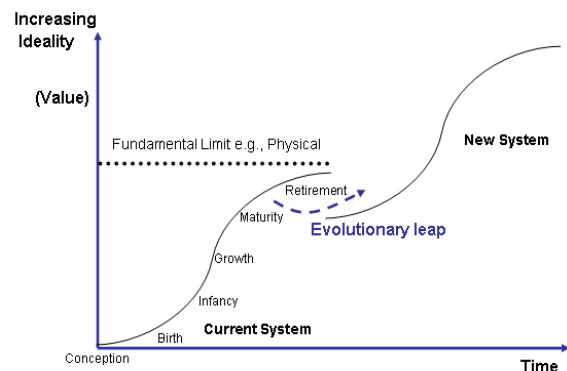 Increasing
Ideality
(Value)
Fundamental Limit e.g., Physical
New System
Retirement
Maturity
Evolutionary leap
Growth
Infancy
Current System
Birth
Conception
Time